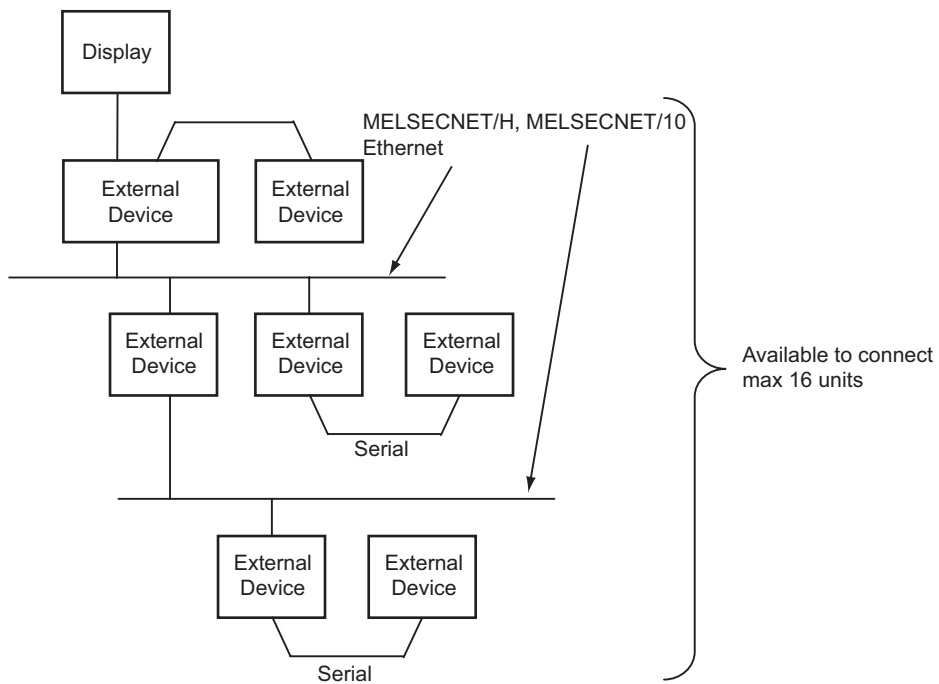 Display
MELSECNET/H, MELSECNET/10
Ethernet
External
Device
External
Device
External
Device
External
Device
External
Device
Available to connect
max 16 units
Serial
External
Device
External
Device
Serial